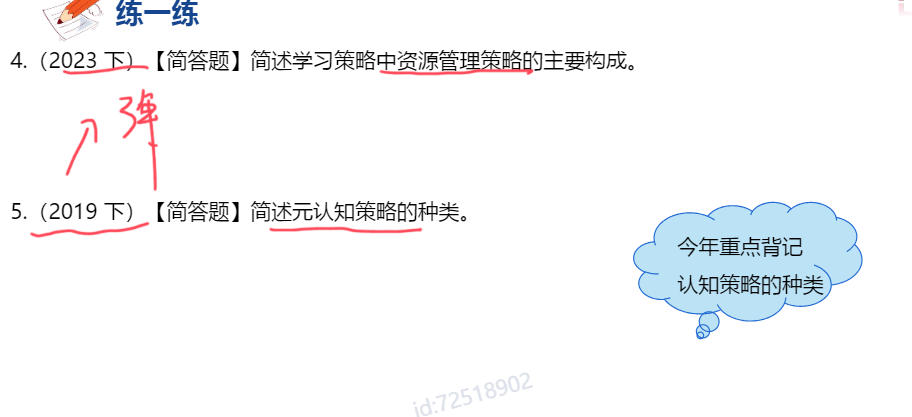 练一练
4.（2023 下）【简答题】简述学习策略中资源管理策略的主要构成。
5.（2019 下）【简答题】简述元认知策略的种类。
今年重点背记
认知策略的种类
id:72518902